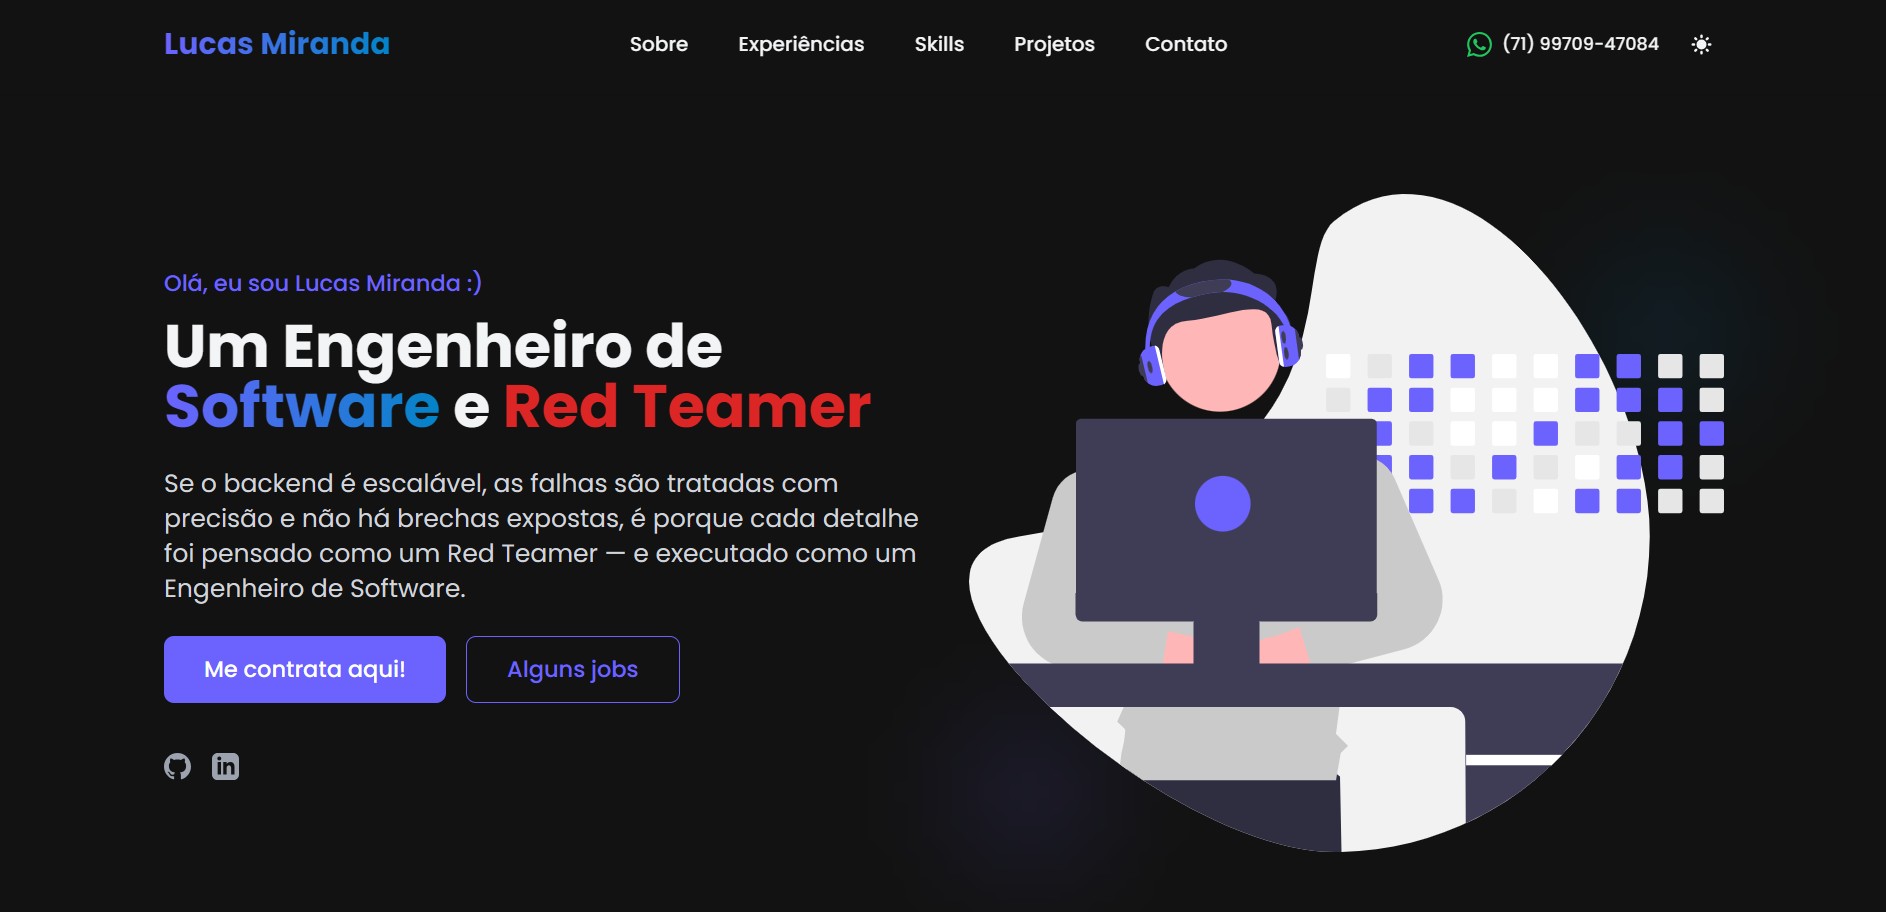 Lucas Miranda
Sobre
Experiências
Skills
Projetos
Contato
(71) 99709-47084
Olá, eu sou Lucas Miranda :)
Um Engenheiro de
Software e Red Teamer
Se o backend é escalável, as falhas são tratadas com
precisão e não há brechas expostas, é porque cada detalhe
foi pensado como um Red Teamer — e executado como um
Engenheiro de Software.
Me contrata aqui!
Alguns jobs
in